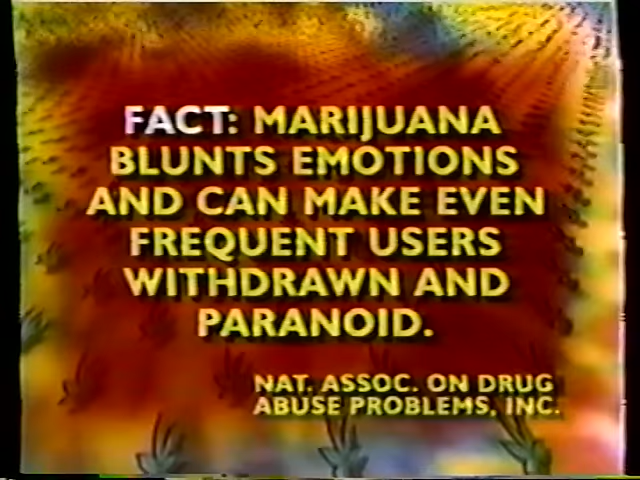 FACT: MARIJUANA
BLUNTS EMOTIONS
AND CAN MAKE EVEN
FREQUENT USERS
WITHDRAWN AND
PARANOID.
NAT. ASSOC. ON DRUG
ABUSE PROBLEMS, INC.